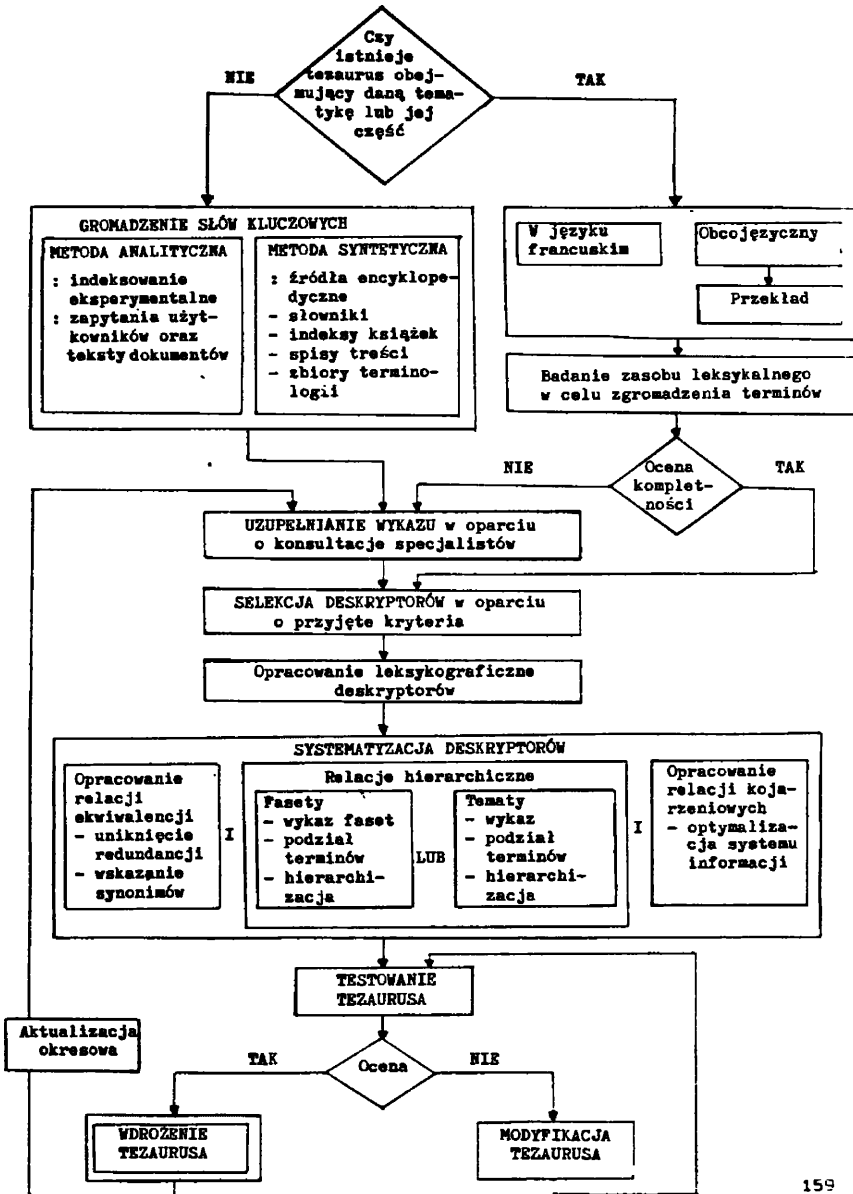 Czy
istnieje
tezaurus obej-
mujący daną tema-
tykę lub jej
część
NIE
TAK
GROMADZENIE SŁÓW KLUCZOWYCH
METODA ANALITYCZNA
: indeksowanie
eksperymentalne
: zapytania użyt-
kowników oraz
teksty dokumentów
METODA SYNTETYCZNA
: źródła encyklope-
dyczne
- słowniki
- indeksy książek
- spisy treści
- zbiory termino-
logii
W języku
francuskim
Obcojęzyczny
Przekład
Badanie zasobu leksykalnego
w celu zgromadzenia terminów
NIE
Ocena
komplet-
ności
TAK
UZUPEŁNIANIE WYKAZU w oparciu
o konsultacje specjalistów
SELEKCJA DESKRYPTORÓW w oparciu
o przyjęte kryteria
Opracowanie leksykograficzne
deskryptorów
SYSTEMATYZACJA DESKRYPTORÓW
Opracowanie
relacji
ekwiwalencji
- uniknięcie
redundancji
- wskazanie
synonimów
I
Relacje hierarchiczne
Fasety
- wykaz faset
- podział
terminów
- hierarchi-
zacja
LUB
Tematy
- wykaz
- podział
terminów
- hierarchi-
zacja
I
Opracowanie
relacji koja-
rzeniowych
- optymaliza-
cja systemu
informacji
TESTOWANIE
TEZAURUSA
Aktualizacja
okresowa
TAK
Ocena
NIE
WDROŻENIE
TEZAURUSA
MODYFIKACJA
TEZAURUSA
159